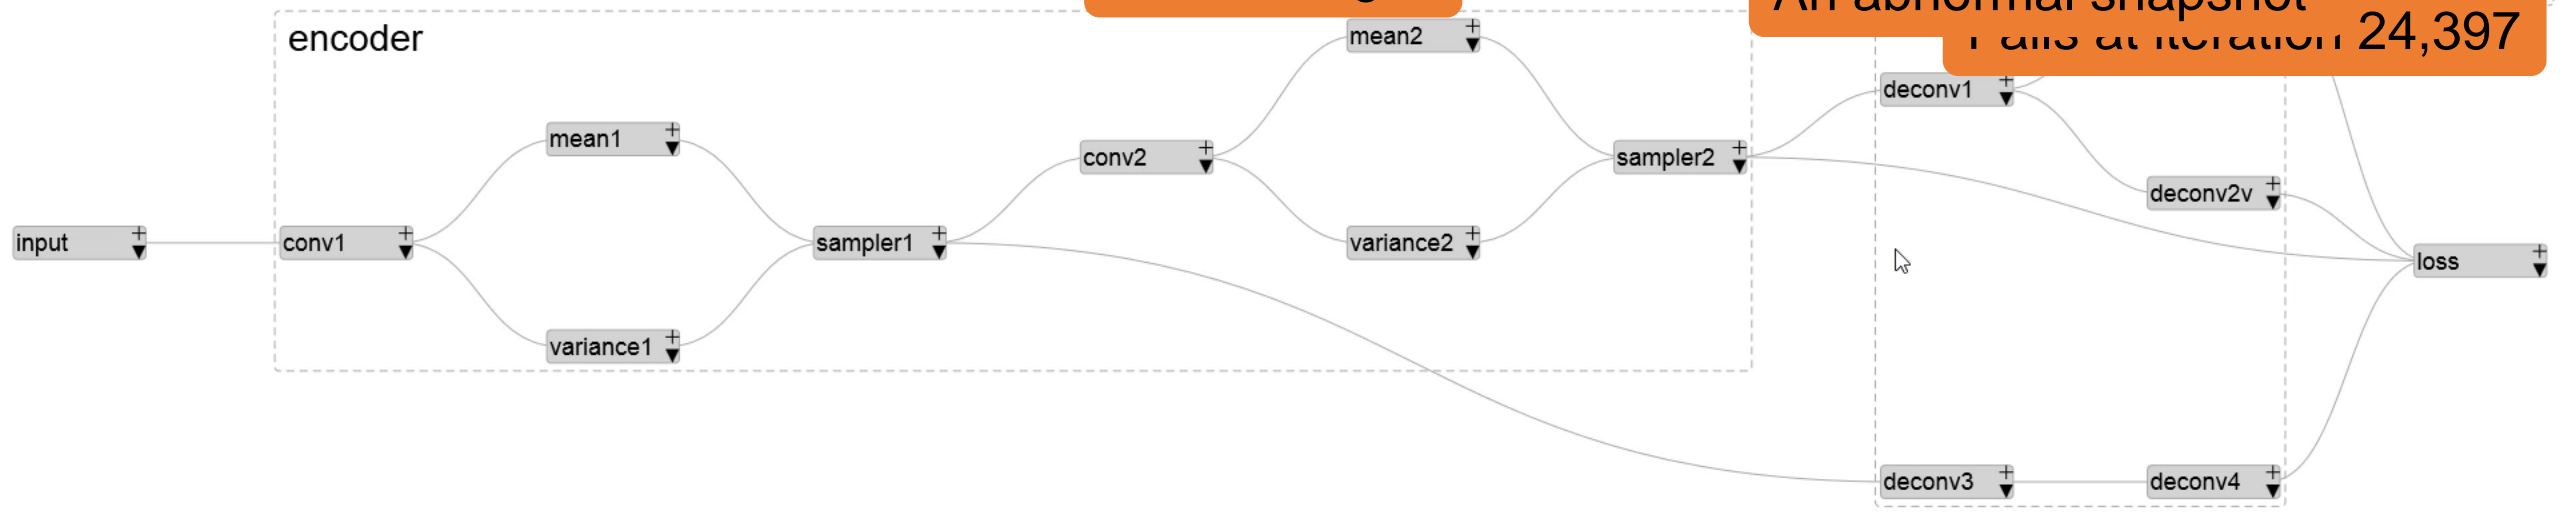 An abnormal snapshot
Fails at iteration 24,397
encoder
mean2
deconv1
mean1
conv2
sampler2
deconv2v
input
conv1
sampler1
variance2
loss
variance1
deconv3
deconv4